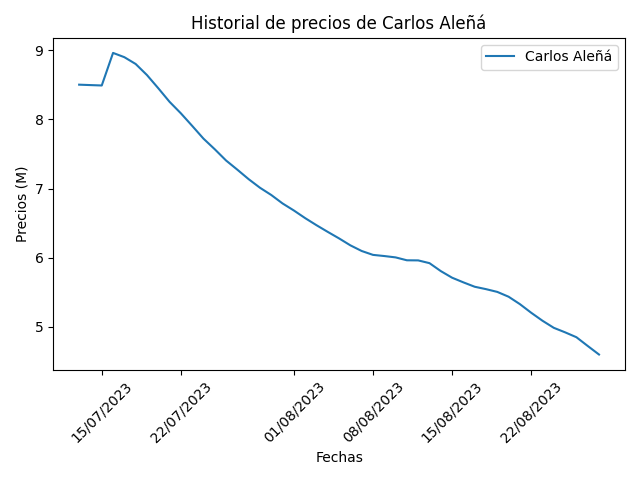 Historial de precios de Carlos Aleñá
Carlos Aleñá
Precios (M)
9
8
7
6
5
15/07/2023
22/07/2023
01/08/2023
08/08/2023
15/08/2023
22/08/2023
Fechas